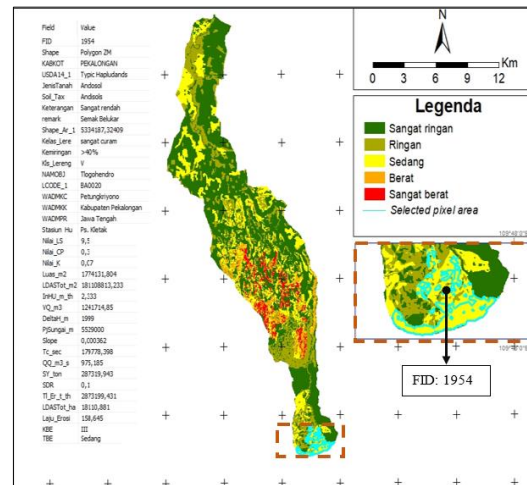 Field Value
FID 1954
Shape Polygon ZM
KABKOT PEKALONGAN
USDA14_1 Typic Hapludands
JenisTanah Andosol
Soil_Tax Andisols
Keterangan Sangat rendah
remark Semak Belukar
Shape_Ar_1 5334187,32409
Kelas_Lere sangat curam
Kemiringan >40%
Kls_Lereng V
NAMOBJ Tlogohendro
LCODE_1 BA0020
WADMKC Petungkriyono
WADMKK Kabupaten Pekalongan
WADMPR Jawa Tengah
Stasiun Hu Ps. Kletak
Nilai_LS 9,5
Nilai_CP 0,3
Nilai_K 0,07
Luas_m2 1774131,804
LDASTot_m2 181108813,233
InHU_m_th 2,333
VQ_m3 1241714,85
DeltaH_m 1999
PjSungai_m 5529000
Slope 0,000362
Tc_sec 179778,398
QQ_m3_s 975,185
SY_ton 287319,943
SDR 0,1
Tl_Er_t_th 2873199,431
LDASTot_ha 18110,881
Laju_Erosi 158,645
KBE III
TBE Sedang
N
Km
0 3 6 9 12
Legenda
Sangat ringan
Ringan
Sedang
Berat
Sangat berat
Selected pixel area
FID: 1954